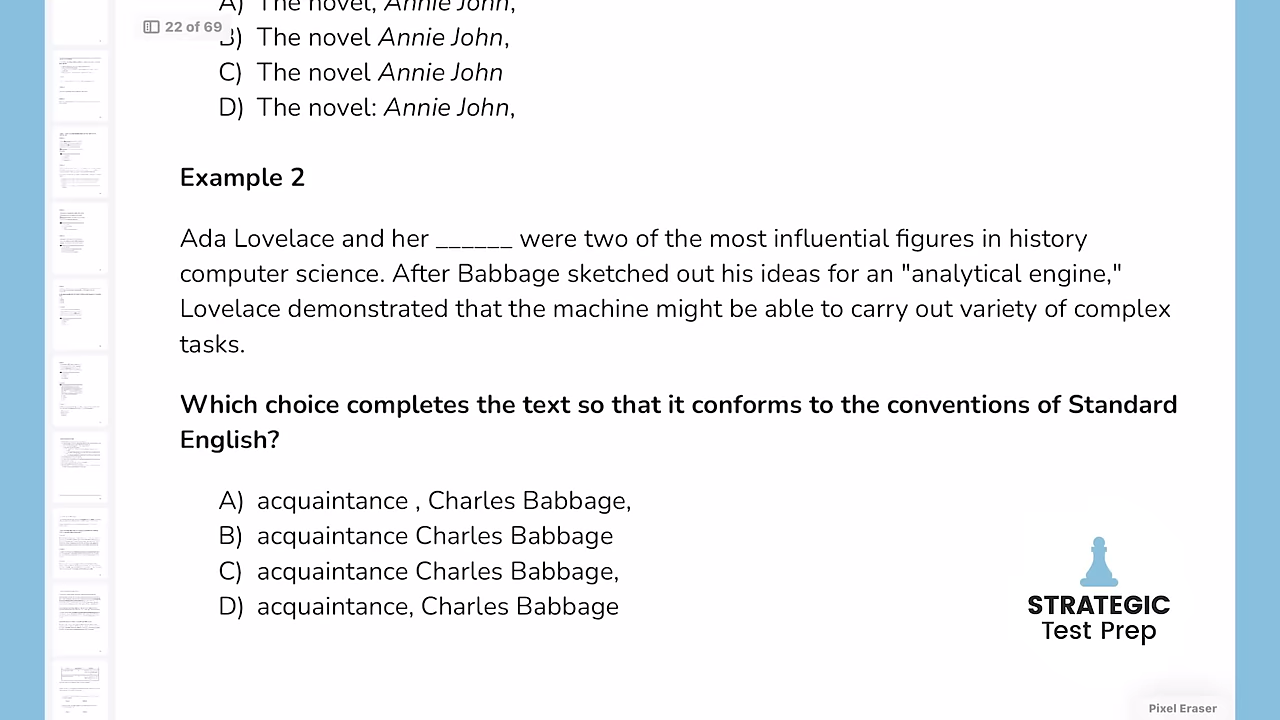 A) The novel, Annie John,
22 of 69
B) The novel Annie John,
C) The novel Annie John
D) The novel: Annie John,
Example 2
Ada Lovelace and her ______ were two of the most influential figures in history
computer science. After Babbage sketched out his ideas for an "analytical engine,"
Lovelace demonstrated that the machine might be able to carry out variety of complex
tasks.
Which choice completes the text so that it conforms to the conventions of Standard
English?
A) acquaintance , Charles Babbage,
B) acquaintance Charles Babbage
C) acquaintance Charles Babbage,
D) acquaintance, Charles Babbage
STRATEGIC
Test Prep
Pixel Eraser